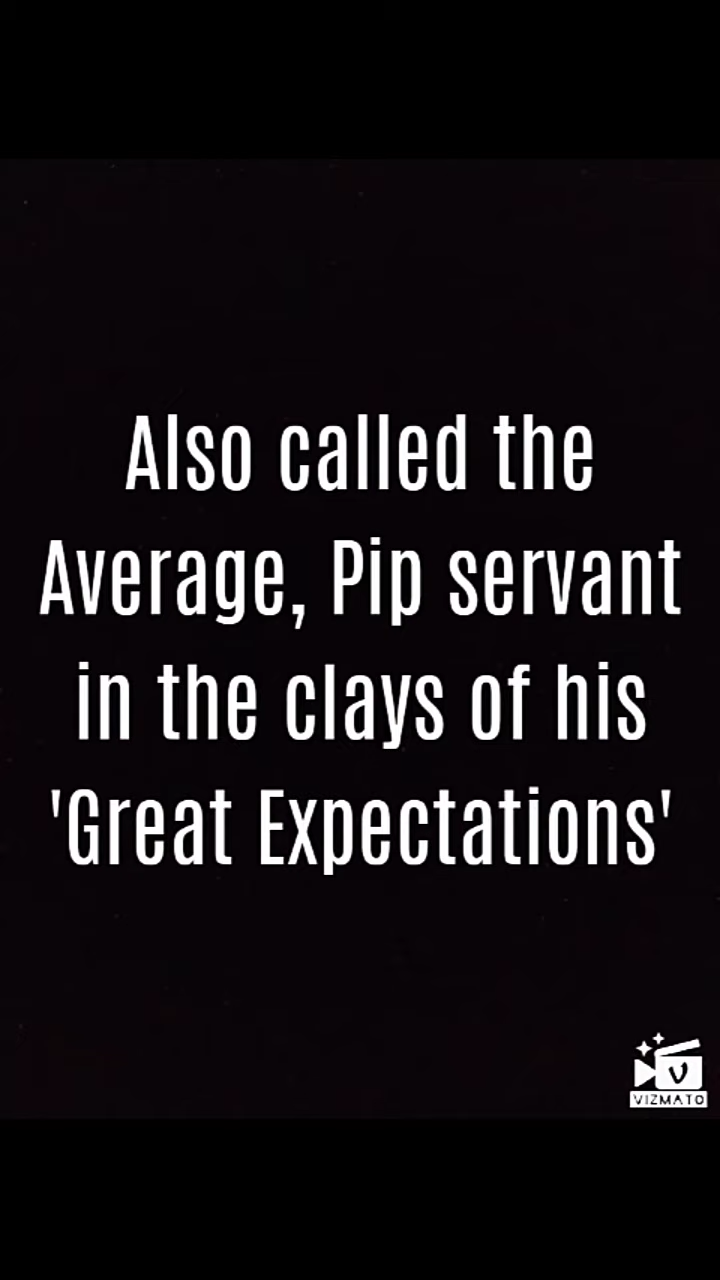 Also called the
Average, Pip servant
in the clays of his
'Great Expectations'
V
VIZMATO